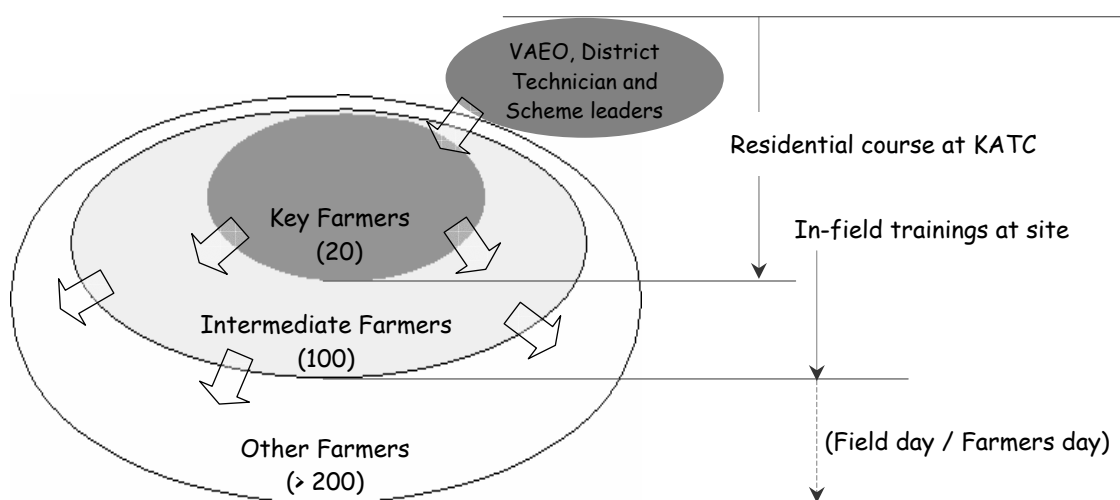 VAEO, District
Technician and
Scheme leaders
Residential course at KATC
Key Farmers
(20)
In-field trainings at site
Intermediate Farmers
(100)
Other Farmers
(> 200)
(Field day / Farmers day)